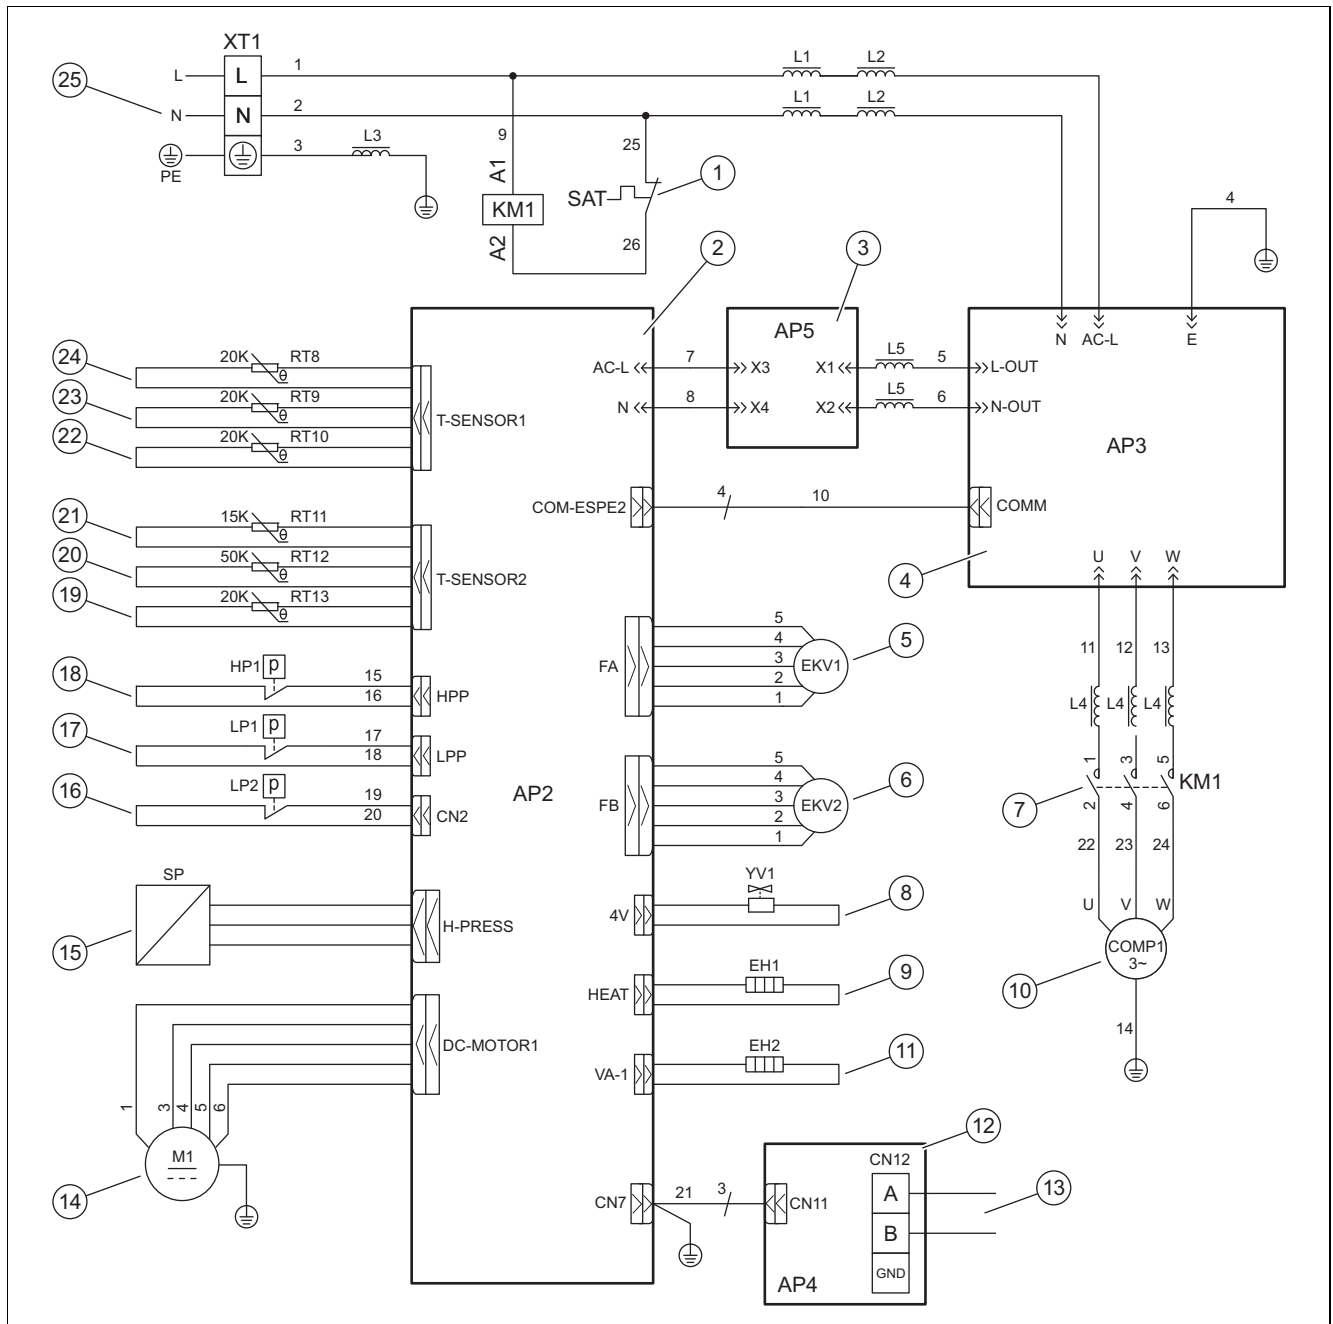 XT1
L L 1 L1 L2
25
N N 2 L1 L2
3 L3
PE
9 25
A1 SAT 1
KM1
A2 26
4
2 3
AP5 N AC-L E
24 20K RT8 AC-L 7 X3 X1 L5 5 L-OUT
23 20K RT9 T-SENSOR1 N 8 X4 X2 L5 6 N-OUT
22 20K RT10
AP3
21 15K RT11 COM-ESPE2 4 10 COMM
20 50K RT12 T-SENSOR2 4 U V W
19 20K RT13
5
4
FA 3 EKV1 5
2
1
11 12 13
L4 L4 L4
18 HP1 p 15
16 HPP
17 LP1 p 17
18 LPP
16 LP2 p 19
20 CN2
AP2
5
4
FB 3 EKV2 6
2
1
1 3 5 KM1
7
2 4 6
22 23 24
SP
15 H-PRESS
4V YV1 8
U V W
COMP1
3~
10
HEAT EH1 9
14
DC-MOTOR1
VA-1 EH2 11
1 3 4 5 6
M1
14
12
CN7 21 3 CN11 CN12
A 13
B
GND
AP4
θ
θ
θ
θ
θ
θ